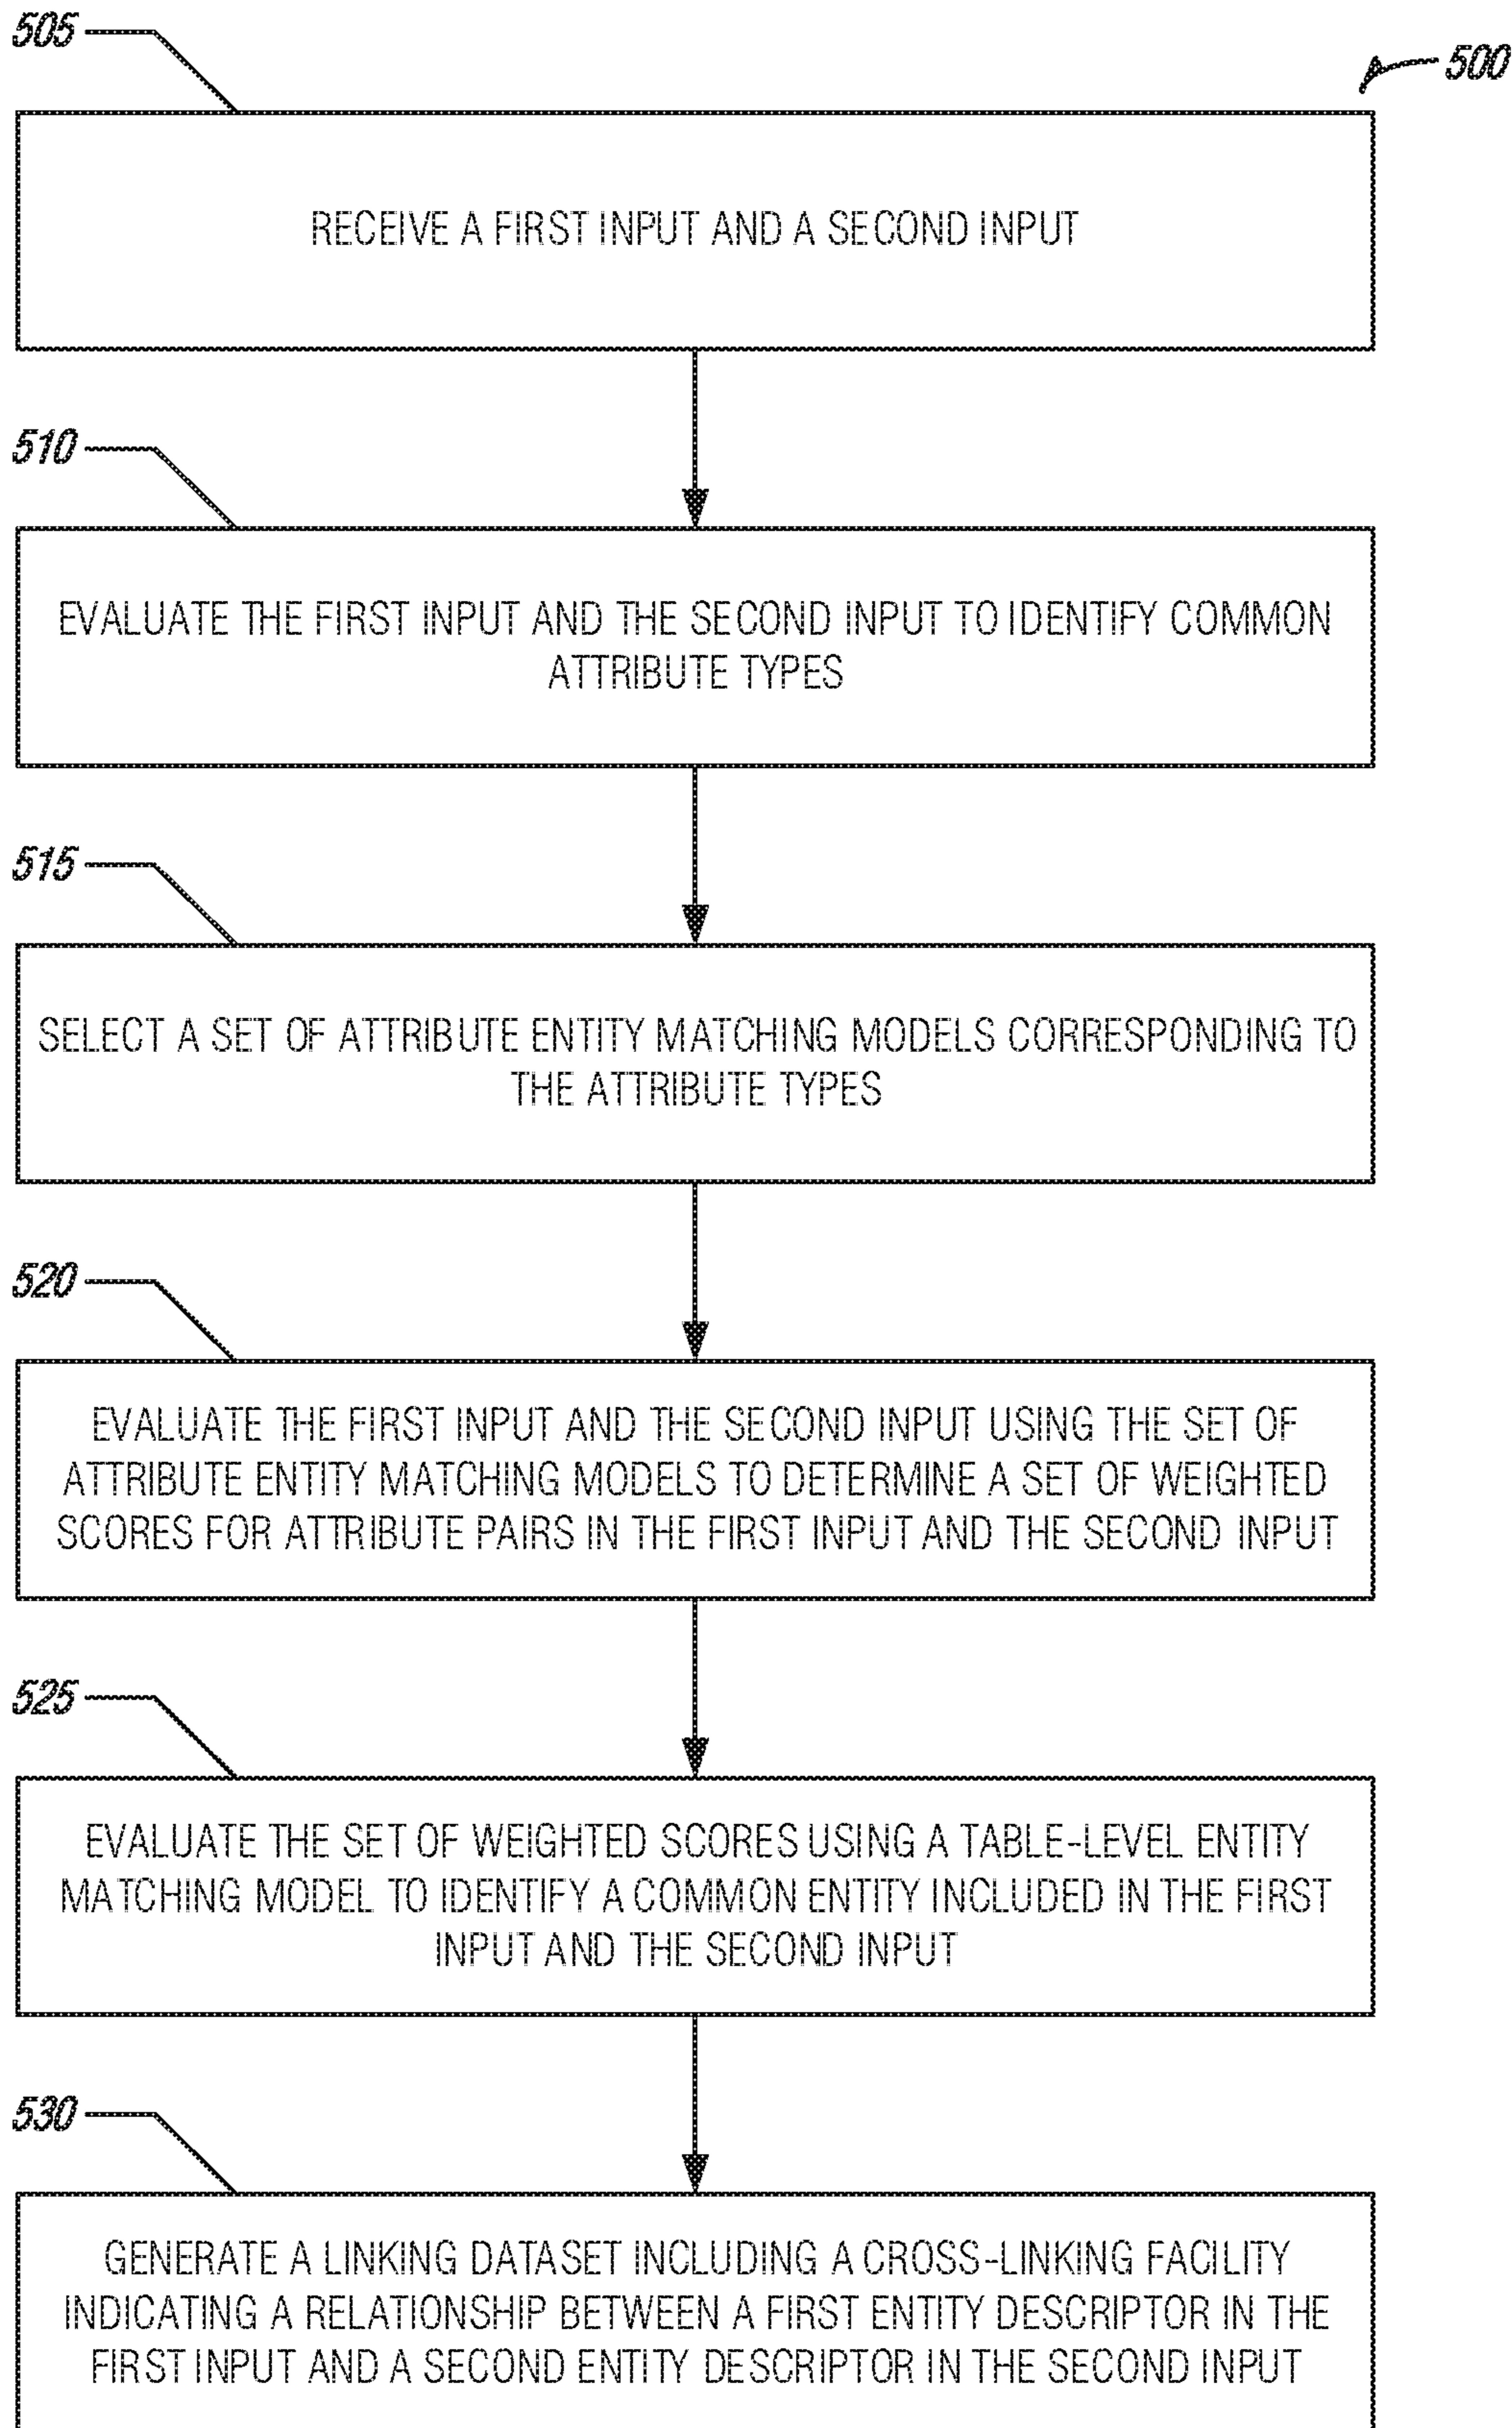 505
500
RECEIVE A FIRST INPUT AND A SECOND INPUT
510
EVALUATE THE FIRST INPUT AND THE SECOND INPUT TO IDENTIFY COMMON
ATTRIBUTE TYPES
515
SELECT A SET OF ATTRIBUTE ENTITY MATCHING MODELS CORRESPONDING TO
THE ATTRIBUTE TYPES
520
EVALUATE THE FIRST INPUT AND THE SECOND INPUT USING THE SET OF
ATTRIBUTE ENTITY MATCHING MODELS TO DETERMINE A SET OF WEIGHTED
SCORES FOR ATTRIBUTE PAIRS IN THE FIRST INPUT AND THE SECOND INPUT
525
EVALUATE THE SET OF WEIGHTED SCORES USING A TABLE-LEVEL ENTITY
MATCHING MODEL TO IDENTIFY A COMMON ENTITY INCLUDED IN THE FIRST
INPUT AND THE SECOND INPUT
530
GENERATE A LINKING DATASET INCLUDING A CROSS-LINKING FACILITY
INDICATING A RELATIONSHIP BETWEEN A FIRST ENTITY DESCRIPTOR IN THE
FIRST INPUT AND A SECOND ENTITY DESCRIPTOR IN THE SECOND INPUT